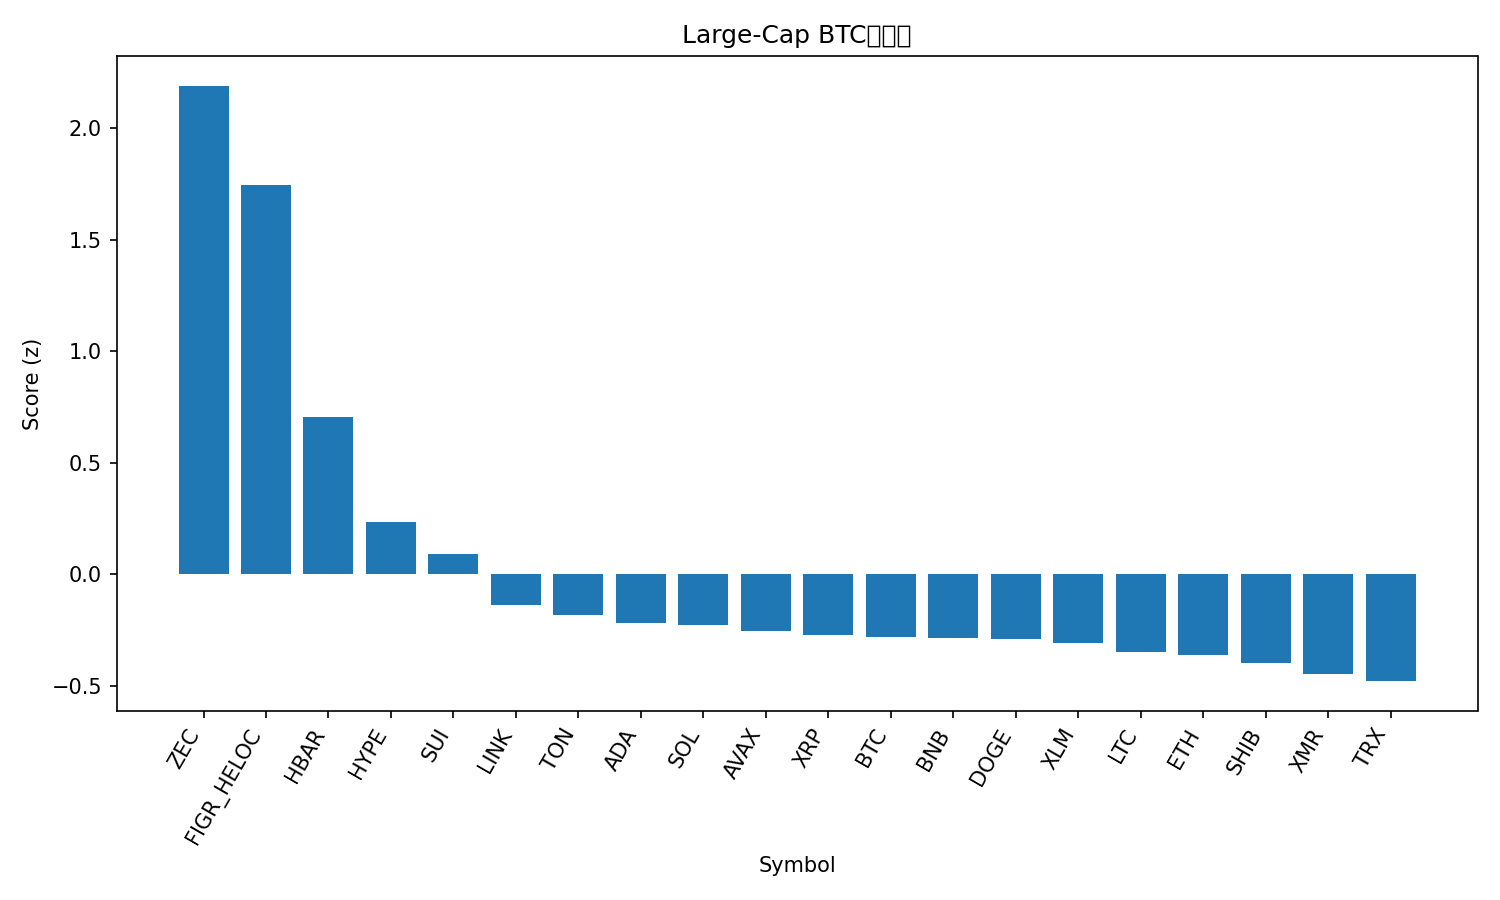 Large-Cap BTC
Score (z)
2.0
1.5
1.0
0.5
0.0
−0.5
ZEC
FIGR_HELOC
HBAR
HYPE
SUI
LINK
TON
ADA
SOL
AVAX
XRP
BTC
BNB
DOGE
XLM
LTC
ETH
SHIB
XMR
TRX
Symbol